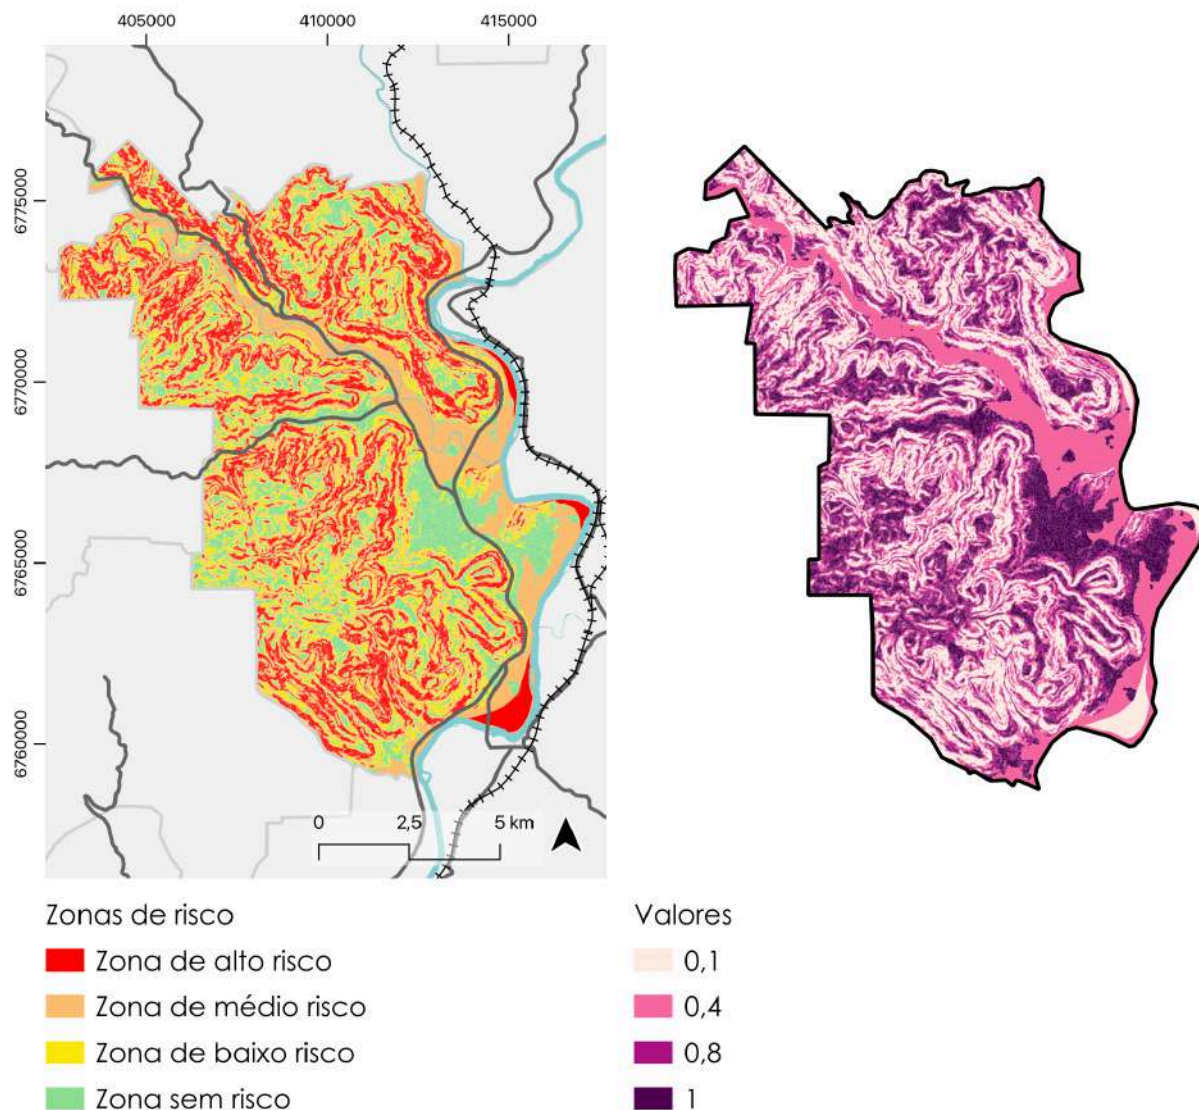 405000 410000 415000
6775000
6770000
6765000
6760000
0 2,5 5 km
Zonas de risco
Zona de alto risco
Zona de médio risco
Zona de baixo risco
Zona sem risco
Valores
0,1
0,4
0,8
1